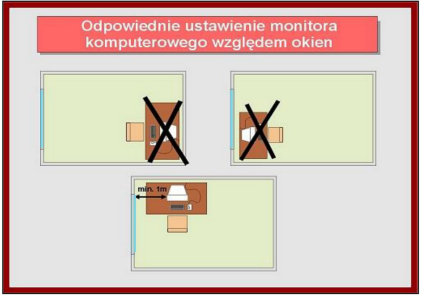 Odpowiednie ustawienie monitora
komputerowego względem okien
min. 1m